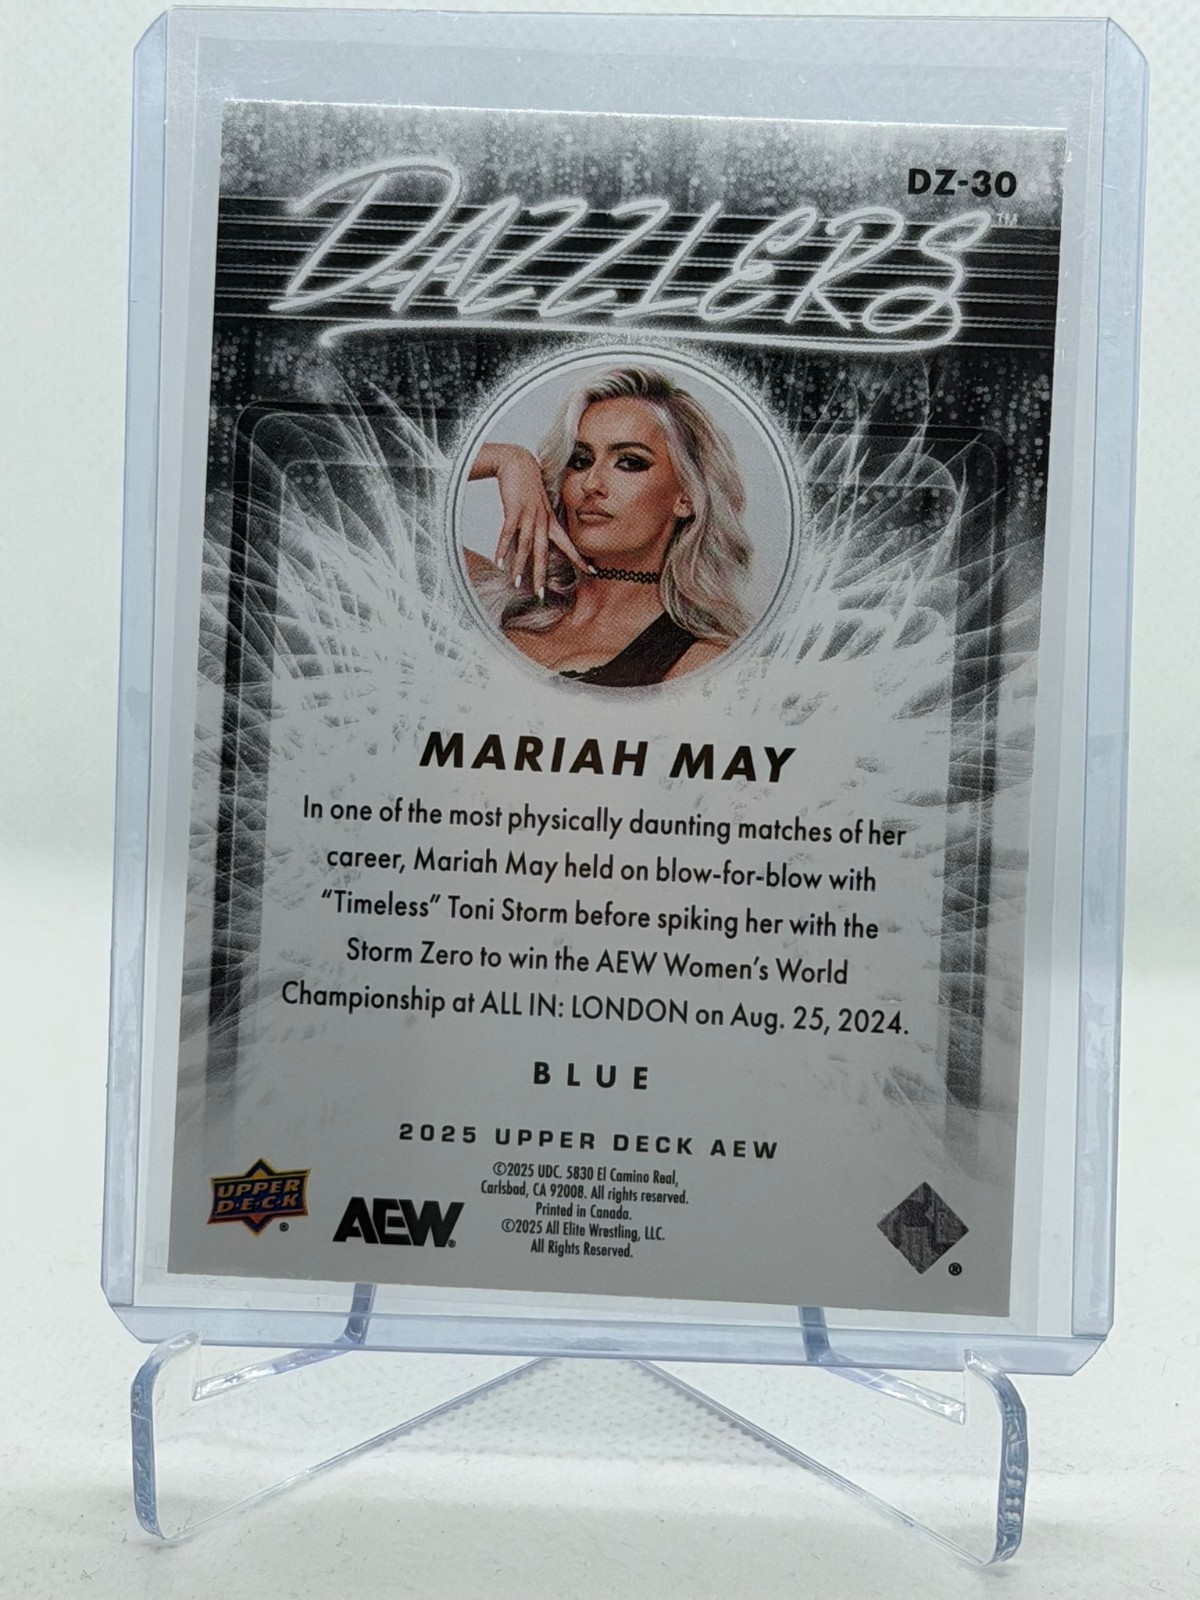 DZ-30
DAZZLERS™
MARIAH MAY
In one of the most physically daunting matches of her
career, Mariah May held on blow-for-blow with
“Timeless” Toni Storm before spiking her with the
Storm Zero to win the AEW Women’s World
Championship at ALL IN: LONDON on Aug. 25, 2024.
BLUE
2025 UPPER DECK AEW
©2025 UDC. 5830 El Camino Real,
Carlsbad, CA 92008. All rights reserved.
Printed in Canada.
©2025 All Elite Wrestling, LLC.
All Rights Reserved.
UPPER
DECK®
AEW®
®